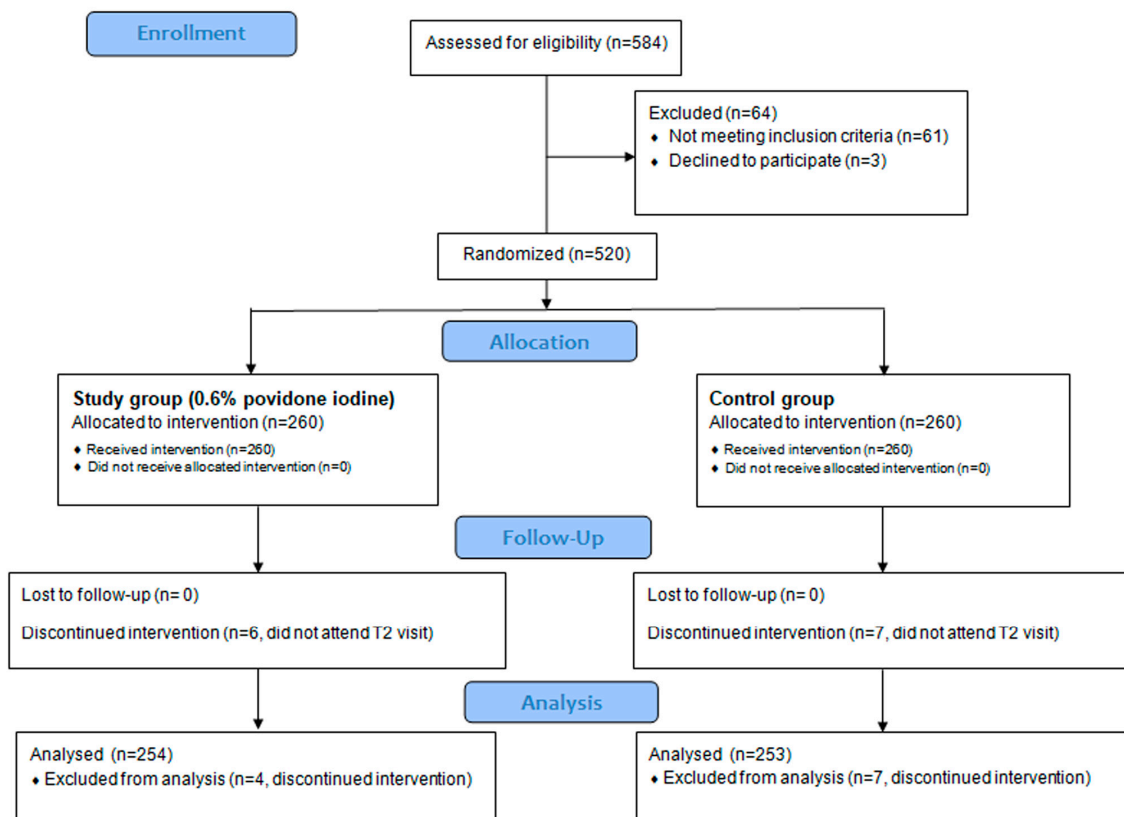 Enrollment
Assessed for eligibility (n=584)
Excluded (n=64)
♦ Not meeting inclusion criteria (n=61)
♦ Declined to participate (n=3)
Randomized (n=520)
Allocation
Study group (0.6% povidone iodine)
Allocated to intervention (n=260)
♦ Received intervention (n=260)
♦ Did not receive allocated intervention (n=0)
Control group
Allocated to intervention (n=260)
♦ Received intervention (n=260)
♦ Did not receive allocated intervention (n=0)
Follow-Up
Lost to follow-up (n= 0)
Discontinued intervention (n=6, did not attend T2 visit)
Lost to follow-up (n= 0)
Discontinued intervention (n=7, did not attend T2 visit)
Analysis
Analysed (n=254)
♦ Excluded from analysis (n=4, discontinued intervention)
Analysed (n=253)
♦ Excluded from analysis (n=7, discontinued intervention)